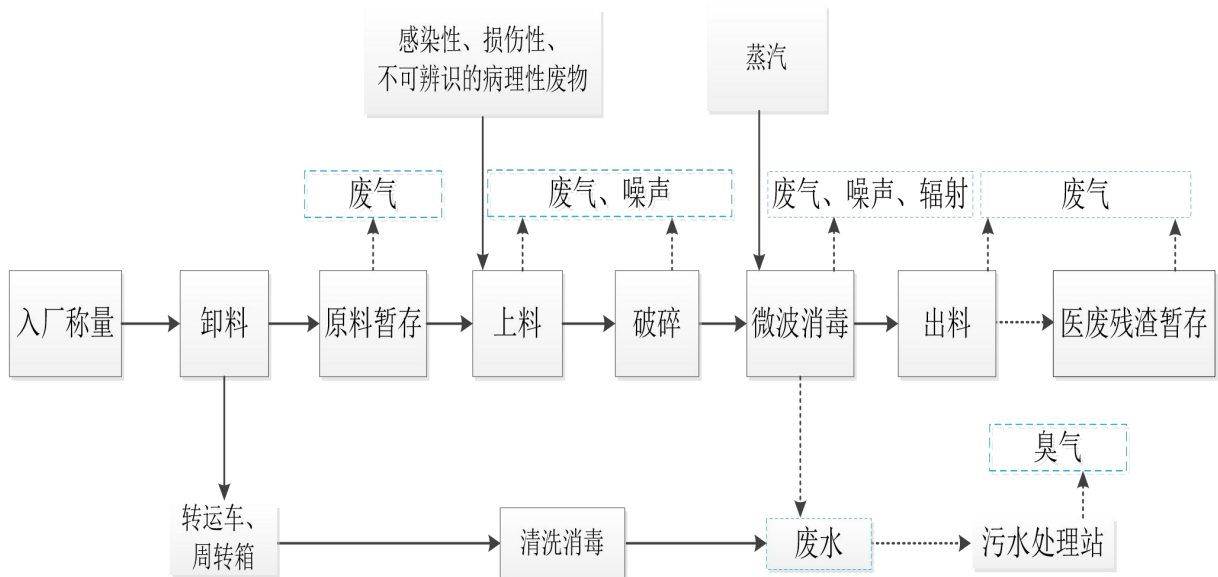 感染性、损伤性、
不可辨识的病理性废物
蒸汽
废气
废气、噪声
废气、噪声、辐射
废气
入厂称量
卸料
原料暂存
上料
破碎
微波消毒
出料
医废残渣暂存
臭气
转运车、
周转箱
清洗消毒
废水
污水处理站